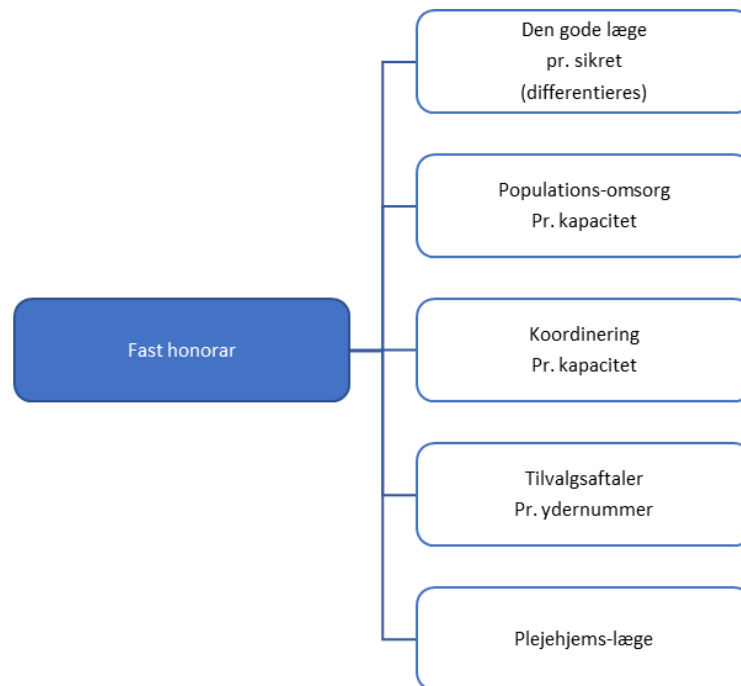 Den gode læge
pr. sikret
(differentieres)
Populations-omsorg
Pr. kapacitet
Fast honorar
Koordinering
Pr. kapacitet
Tilvalgsaftaler
Pr. ydernummer
Plejehjems-læge